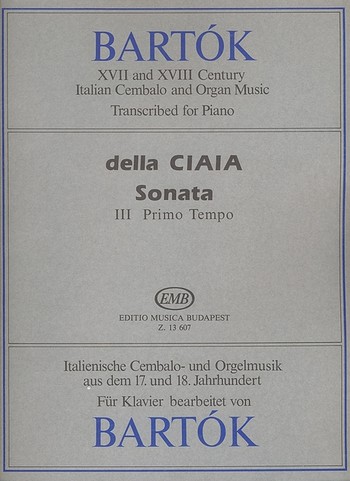 BARTÓK
XVII and XVIII Century
Italian Cembalo and Organ Music
Transcribed for Piano
della CIAIA
Sonata
III Primo Tempo
EMB
EDITIO MUSICA BUDAPEST
Z. 13 607
Italienische Cembalo- und Orgelmusik
aus dem 17. und 18. Jahrhundert
Für Klavier bearbeitet von
BARTÓK